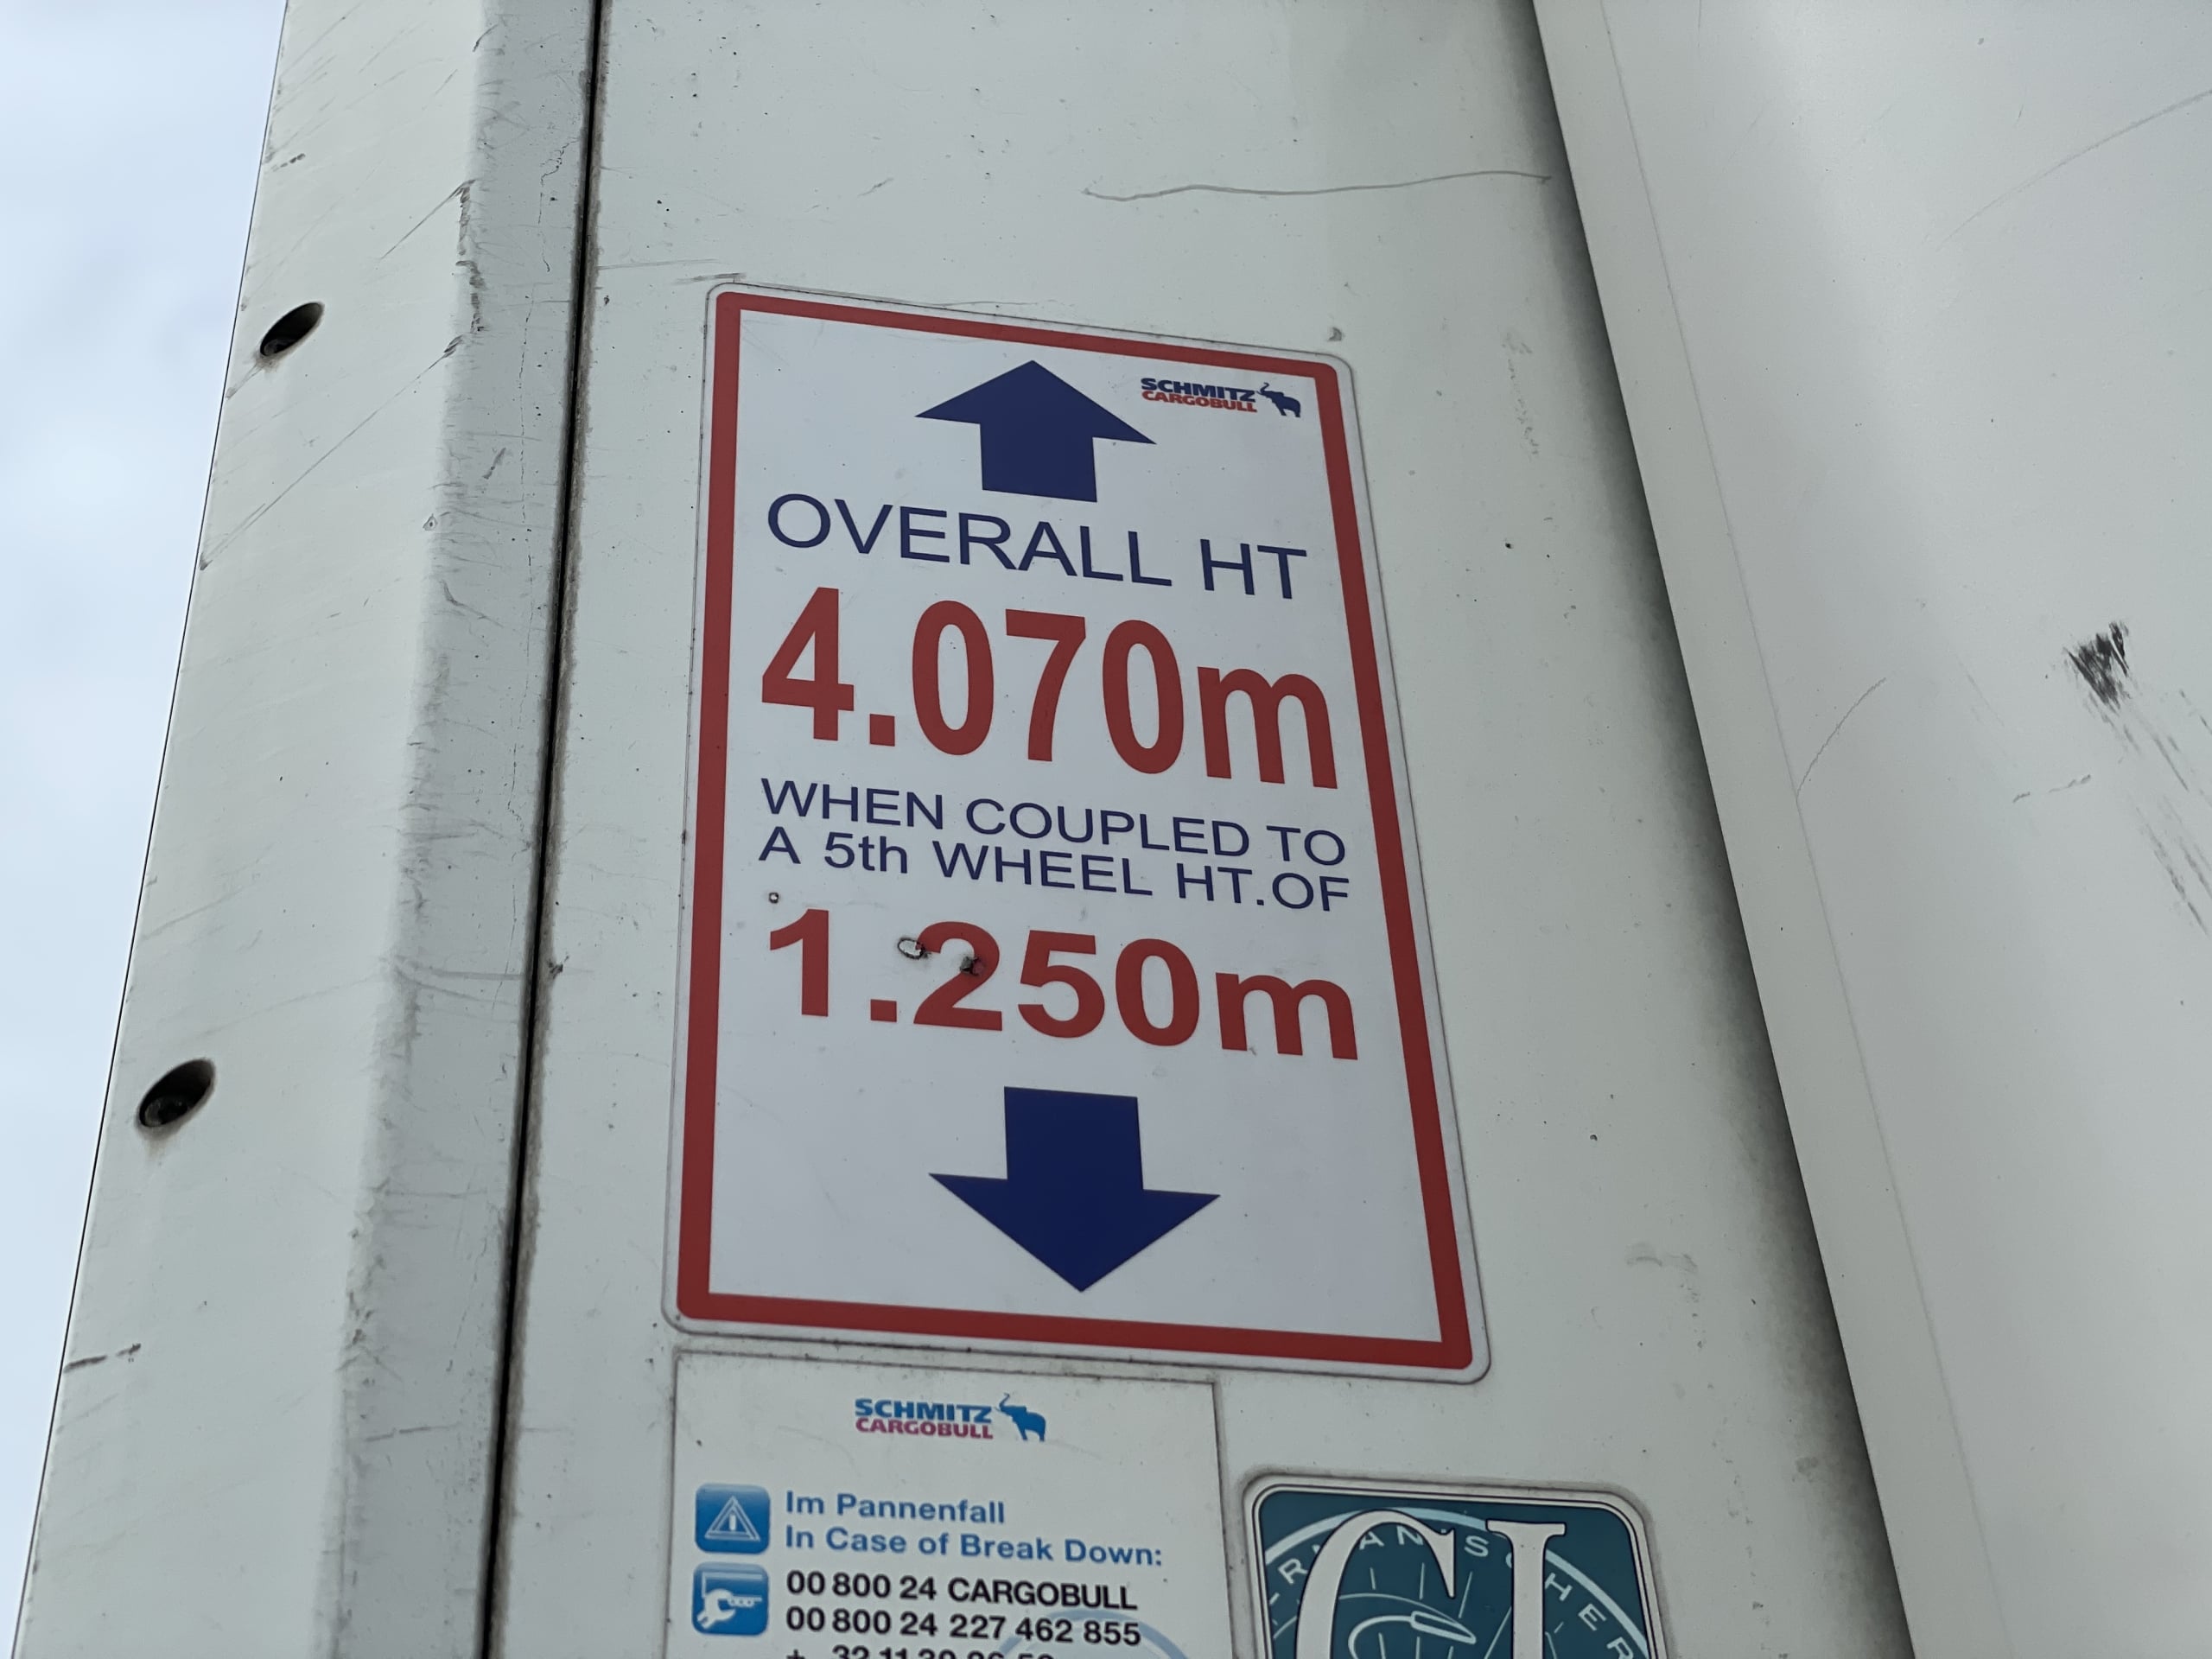 SCHMITZ
CARGOBULL
OVERALL HT
4.070m
WHEN COUPLED TO
A 5th WHEEL HT.OF
1.250m
SCHMITZ
CARGOBULL
Im Pannenfall
In Case of Break Down:
00 800 24 CARGOBULL
00 800 24 227 462 855